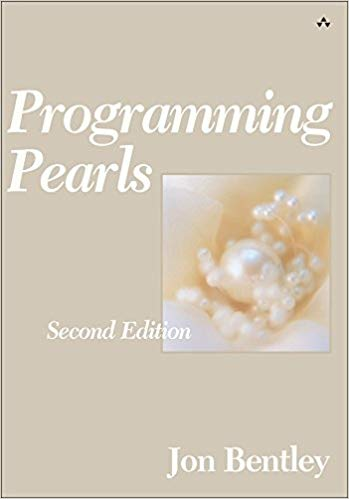 Programming
Pearls
Second Edition
Jon Bentley